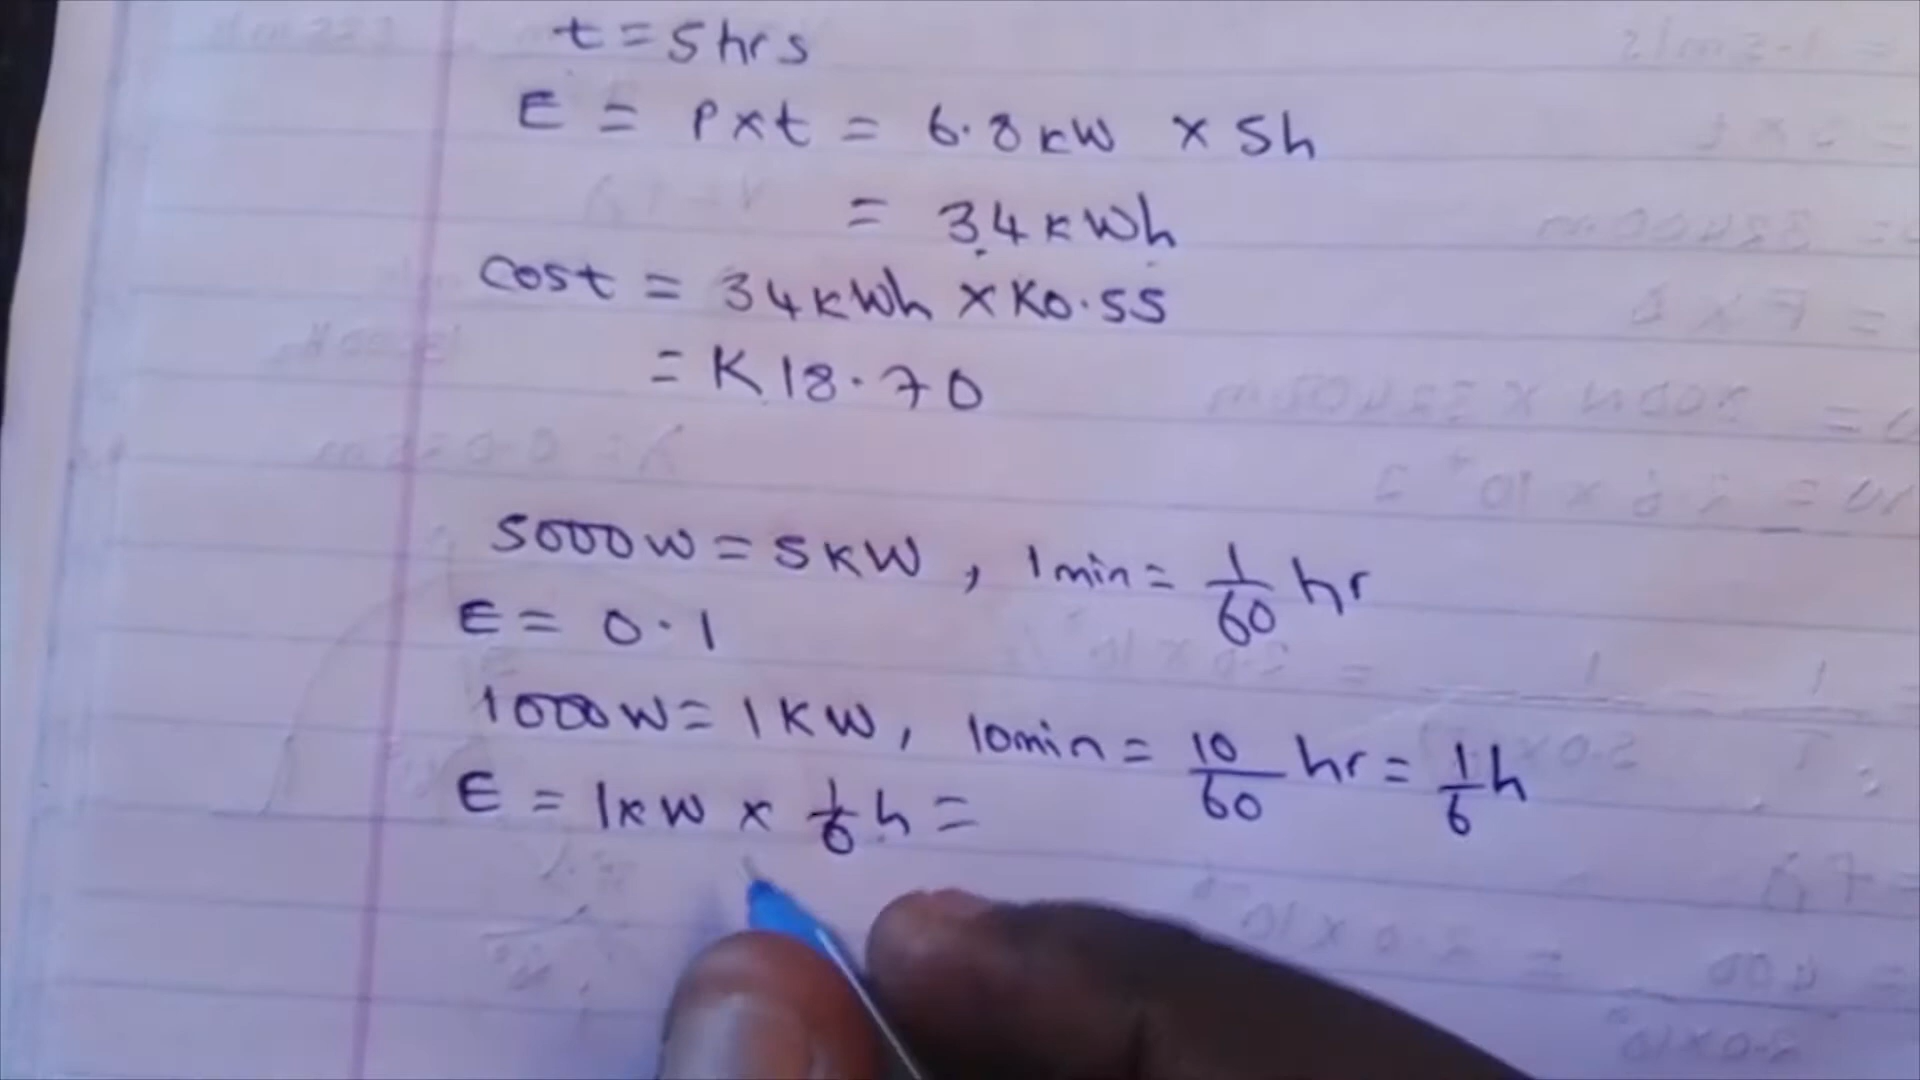 t = 5hrs
E = P x t = 6.8kW x 5h
= 34kWh
cost = 34kWh x K0.55
= K18.70
5000W = 5kW, 1min = 1/60 hr
E = 0.1
1000W = 1kW, 10min = 10/60 hr = 1/6 h
E = 1kW x 1/6 h =